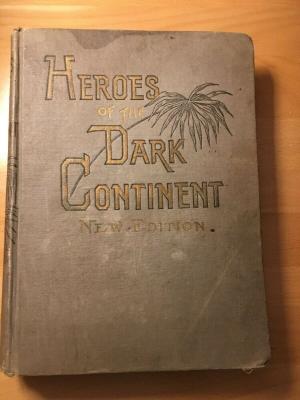 HEROES
OF THE
DARK
CONTINENT
NEW EDITION